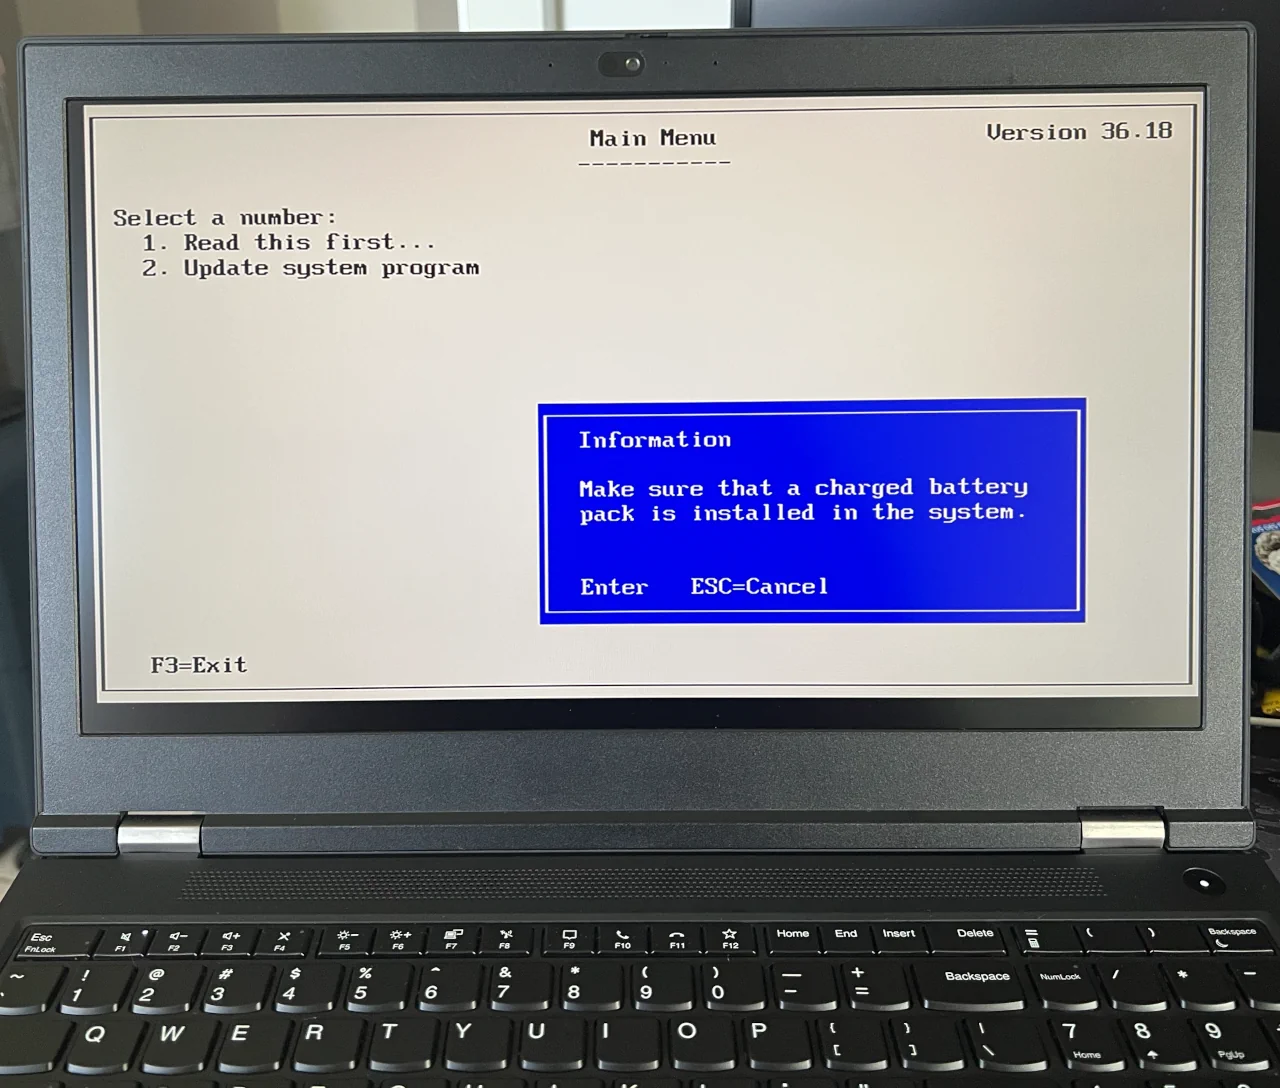 Main Menu
-----------
Version 36.18
Select a number:
1. Read this first...
2. Update system program
Information
Make sure that a charged battery
pack is installed in the system.
Enter ESC=Cancel
F3=Exit
Esc F1 F2 F3 F4 F5 F6 F7 F8 F9 F10 F11 F12 Home End Insert Delete ( ) Backspace
FnLock
~ ! @ # $ % ^ & * ( ) — + Backspace NumLock / * -
1 2 3 4 5 6 7 8 9 0 - =
Q W E R T Y U I O P { } | 7 8 9
[ ] \ Home PgUp